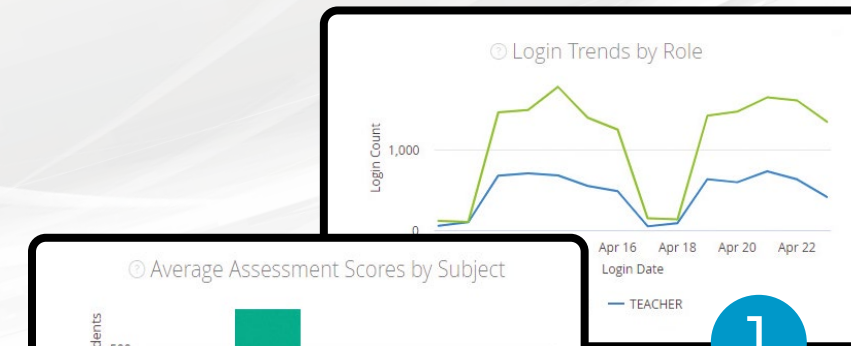 Login Trends by Role
Login Count
1,000
0
Apr 16 Apr 18 Apr 20 Apr 22
Login Date
TEACHER
1
Average Assessment Scores by Subject